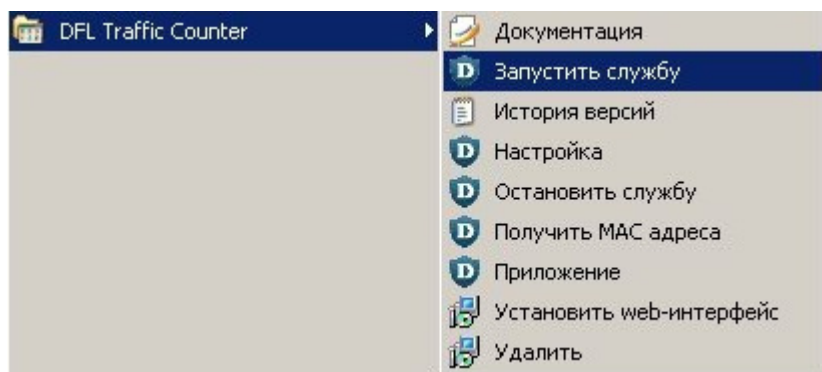 DFL Traffic Counter
Документация
Запустить службу
История версий
Настройка
Остановить службу
Получить MAC адреса
Приложение
Установить web-интерфейс
Удалить